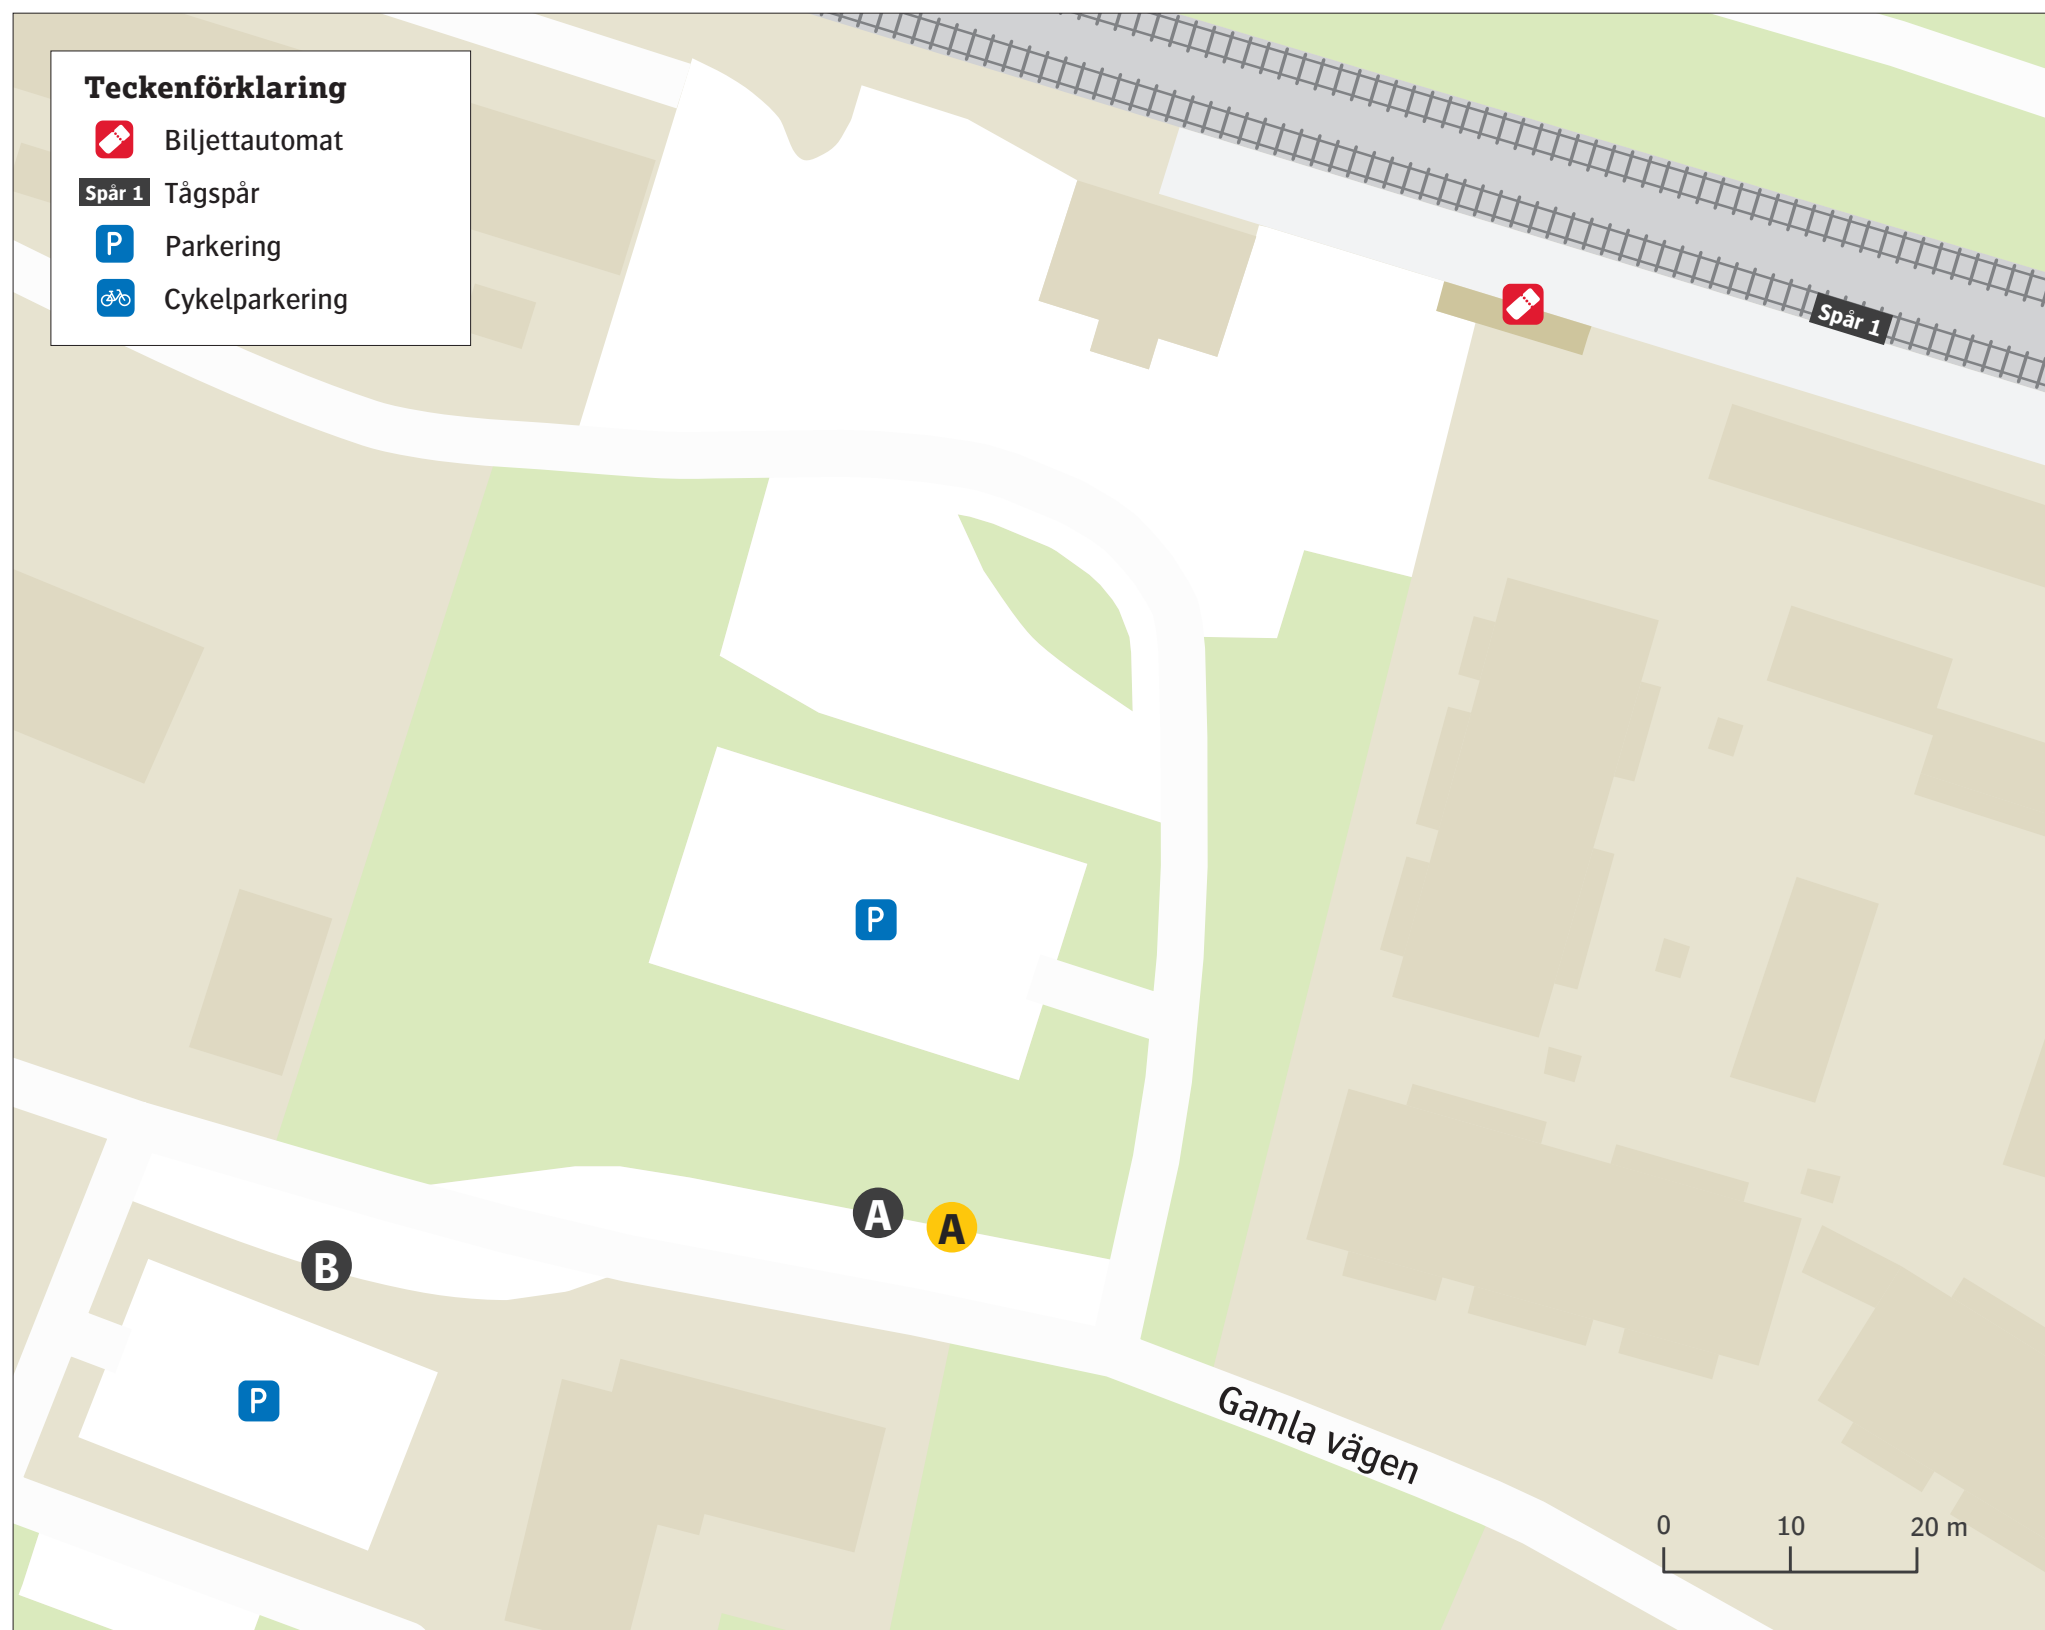 Teckenförklaring
Biljettautomat
Spår 1 Tågspår
P Parkering
Cykelparkering
Spår 1
P
A A
B
P
Gamla vägen
0 10 20 m